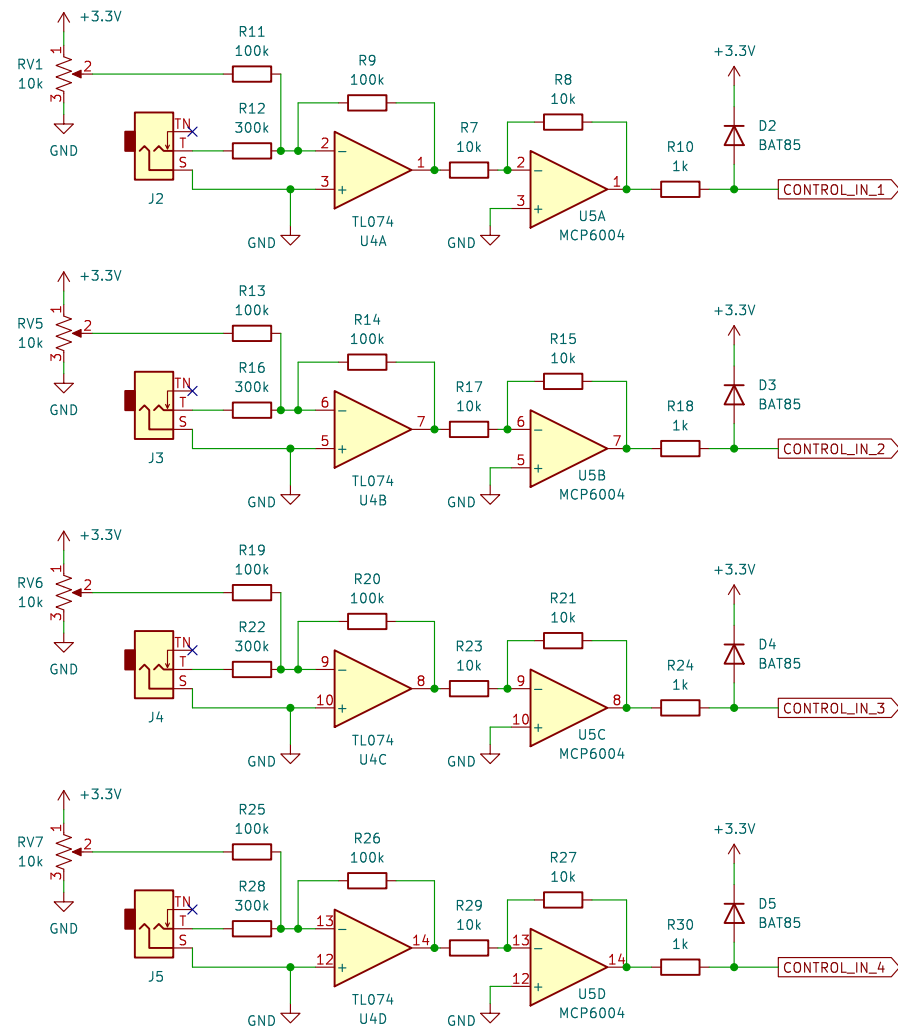 +3.3V
R11
100k
R9
100k
+3.3V
1
RV1
10k
2
3
R8
10k
R12
300k
TN
T
S
GND
J2
2
−
3
+
1
TL074
U4A
GND
R7
10k
2
−
3
+
1
U5A
MCP6004
GND
R10
1k
D2
BAT85
CONTROL_IN_1
+3.3V
R13
100k
R14
100k
+3.3V
1
RV5
10k
2
3
R15
10k
R16
300k
TN
T
S
GND
J3
6
−
5
+
7
TL074
U4B
GND
R17
10k
6
−
5
+
7
U5B
MCP6004
GND
R18
1k
D3
BAT85
CONTROL_IN_2
+3.3V
R19
100k
R20
100k
+3.3V
1
RV6
10k
2
3
R21
10k
R22
300k
TN
T
S
GND
J4
9
−
10
+
8
TL074
U4C
GND
R23
10k
9
−
10
+
8
U5C
MCP6004
GND
R24
1k
D4
BAT85
CONTROL_IN_3
+3.3V
R25
100k
R26
100k
+3.3V
1
RV7
10k
2
3
R27
10k
R28
300k
TN
T
S
GND
J5
13
−
12
+
14
TL074
U4D
GND
R29
10k
13
−
12
+
14
U5D
MCP6004
GND
R30
1k
D5
BAT85
CONTROL_IN_4